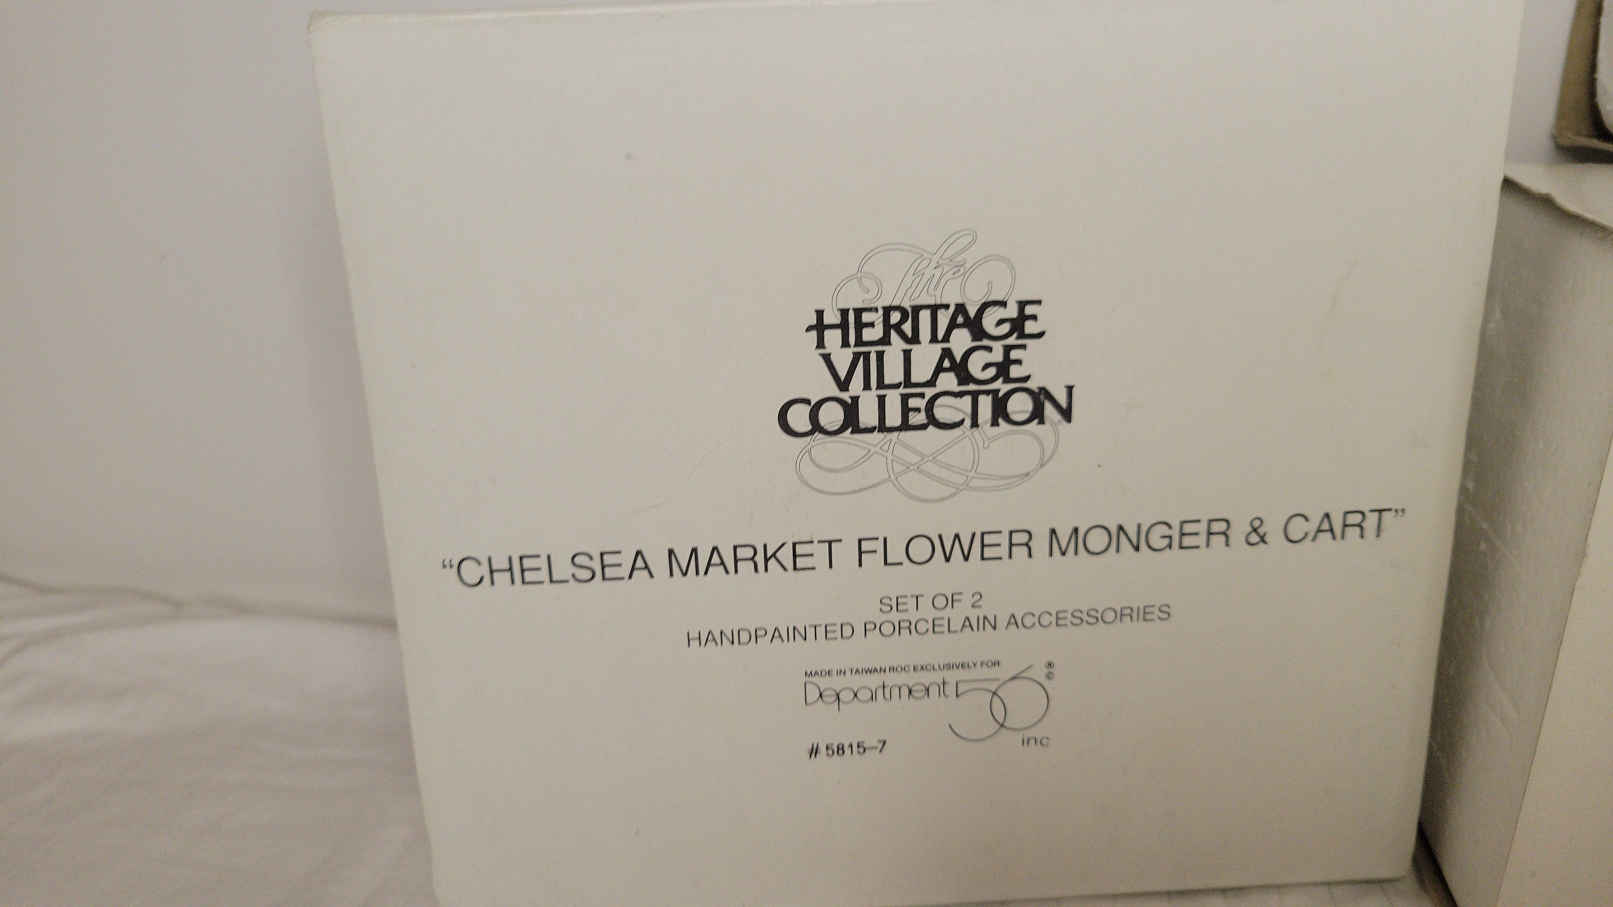 The
HERITAGE
VILLAGE
COLLECTION
“CHELSEA MARKET FLOWER MONGER & CART”
SET OF 2
HANDPAINTED PORCELAIN ACCESSORIES
MADE IN TAIWAN ROC EXCLUSIVELY FOR
Department 56 ® ©
inc
# 5815-7